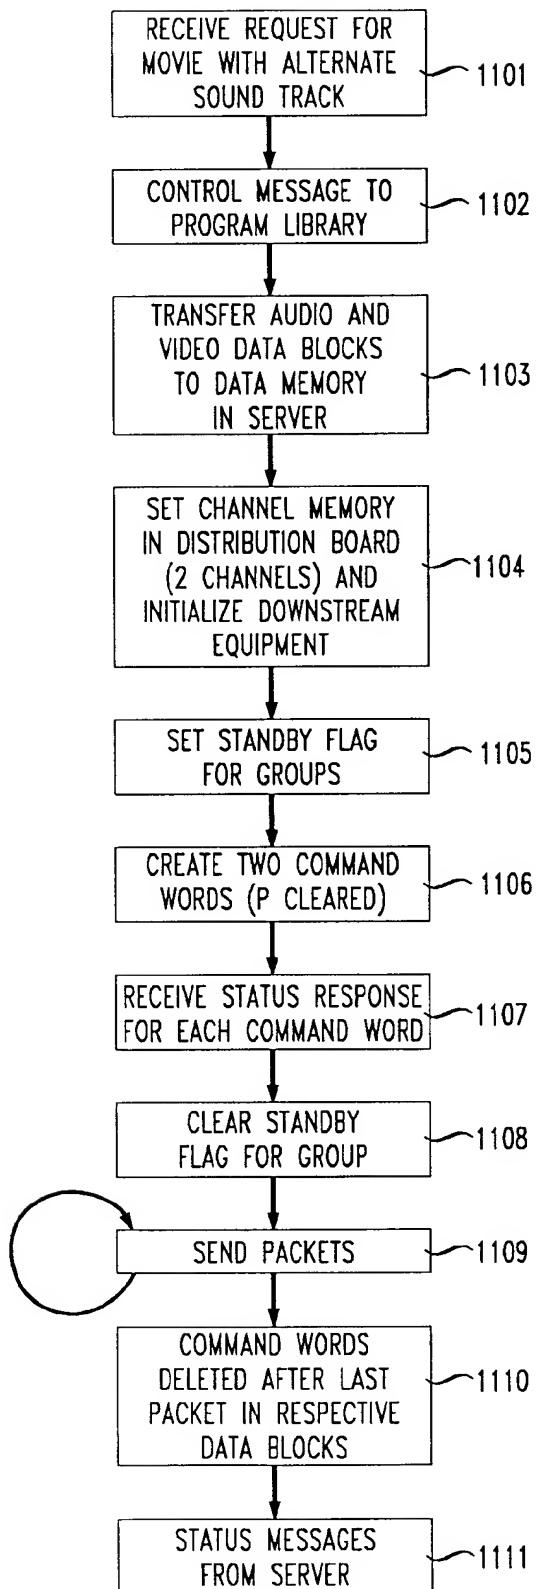 RECEIVE REQUEST FOR
MOVIE WITH ALTERNATE
SOUND TRACK
1101
CONTROL MESSAGE TO
PROGRAM LIBRARY
1102
TRANSFER AUDIO AND
VIDEO DATA BLOCKS
TO DATA MEMORY
IN SERVER
1103
SET CHANNEL MEMORY
IN DISTRIBUTION BOARD
(2 CHANNELS) AND
INITIALIZE DOWNSTREAM
EQUIPMENT
1104
SET STANDBY FLAG
FOR GROUPS
1105
CREATE TWO COMMAND
WORDS (P CLEARED)
1106
RECEIVE STATUS RESPONSE
FOR EACH COMMAND WORD
1107
CLEAR STANDBY
FLAG FOR GROUP
1108
SEND PACKETS
1109
COMMAND WORDS
DELETED AFTER LAST
PACKET IN RESPECTIVE
DATA BLOCKS
1110
STATUS MESSAGES
FROM SERVER
1111